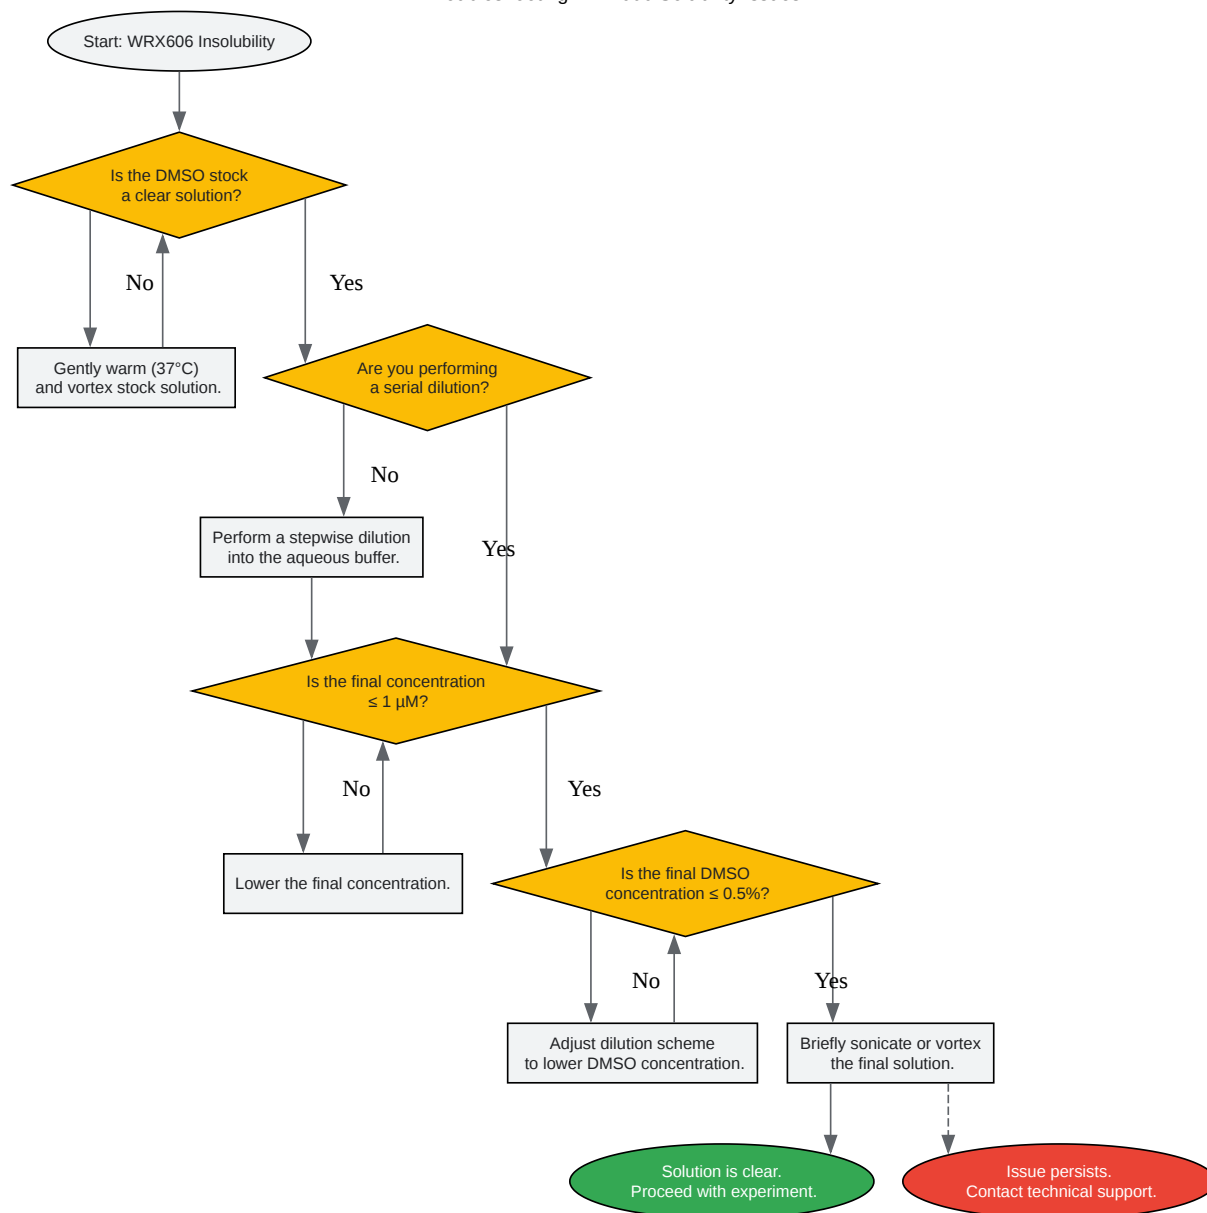 Start: WRX606 Insolubility
Is the DMSO stock
a clear solution?
No
Yes
Gently warm (37°C)
and vortex stock solution.
Are you performing
a serial dilution?
No
Perform a stepwise dilution
into the aqueous buffer.
Yes
Is the final concentration
≤ 1 µM?
No
Yes
Lower the final concentration.
Is the final DMSO
concentration ≤ 0.5%?
No
Yes
Adjust dilution scheme
to lower DMSO concentration.
Briefly sonicate or vortex
the final solution.
Solution is clear.
Proceed with experiment.
Issue persists.
Contact technical support.